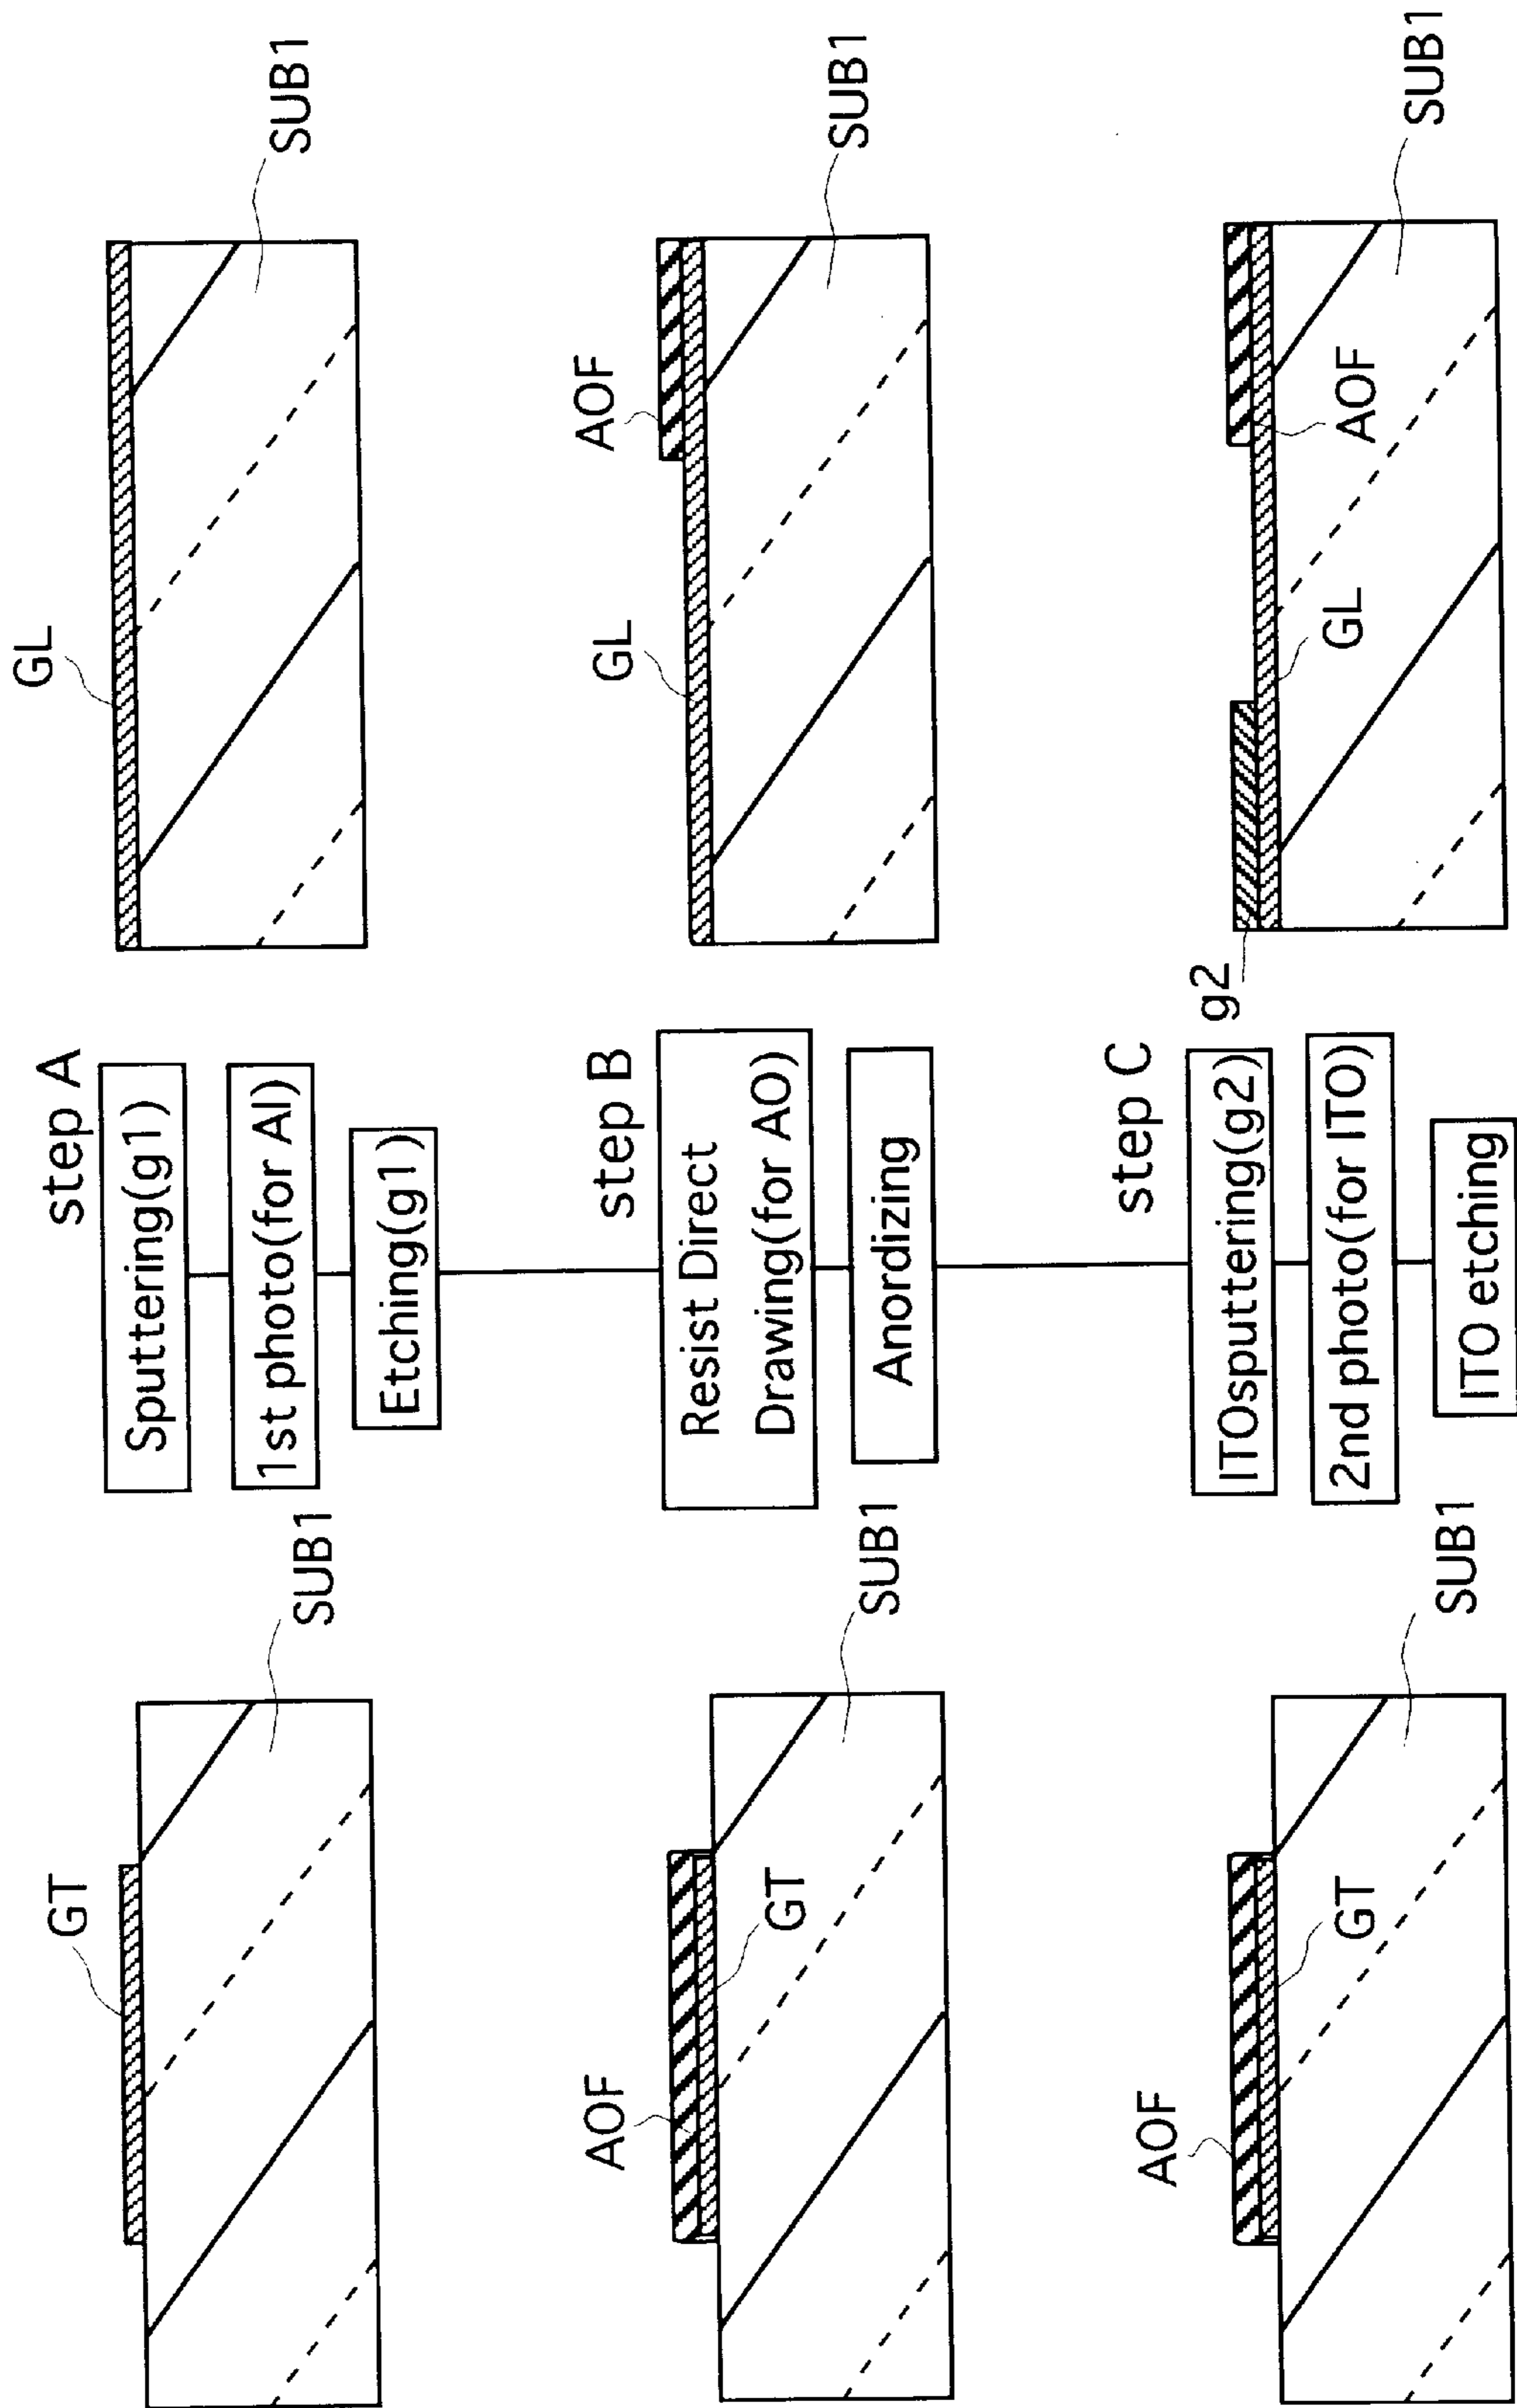 GT
SUB1
step A
Sputtering(g1)
1st photo(for Al)
Etching(g1)
GL
SUB1
AOF
GT
SUB1
step B
Resist Direct
Drawing(for AO)
Anordizing
AOF
GL
SUB1
AOF
GT
SUB1
step C
ITOsputtering(g2)
2nd photo(for ITO)
ITO etching
g2
GL
AOF
SUB1